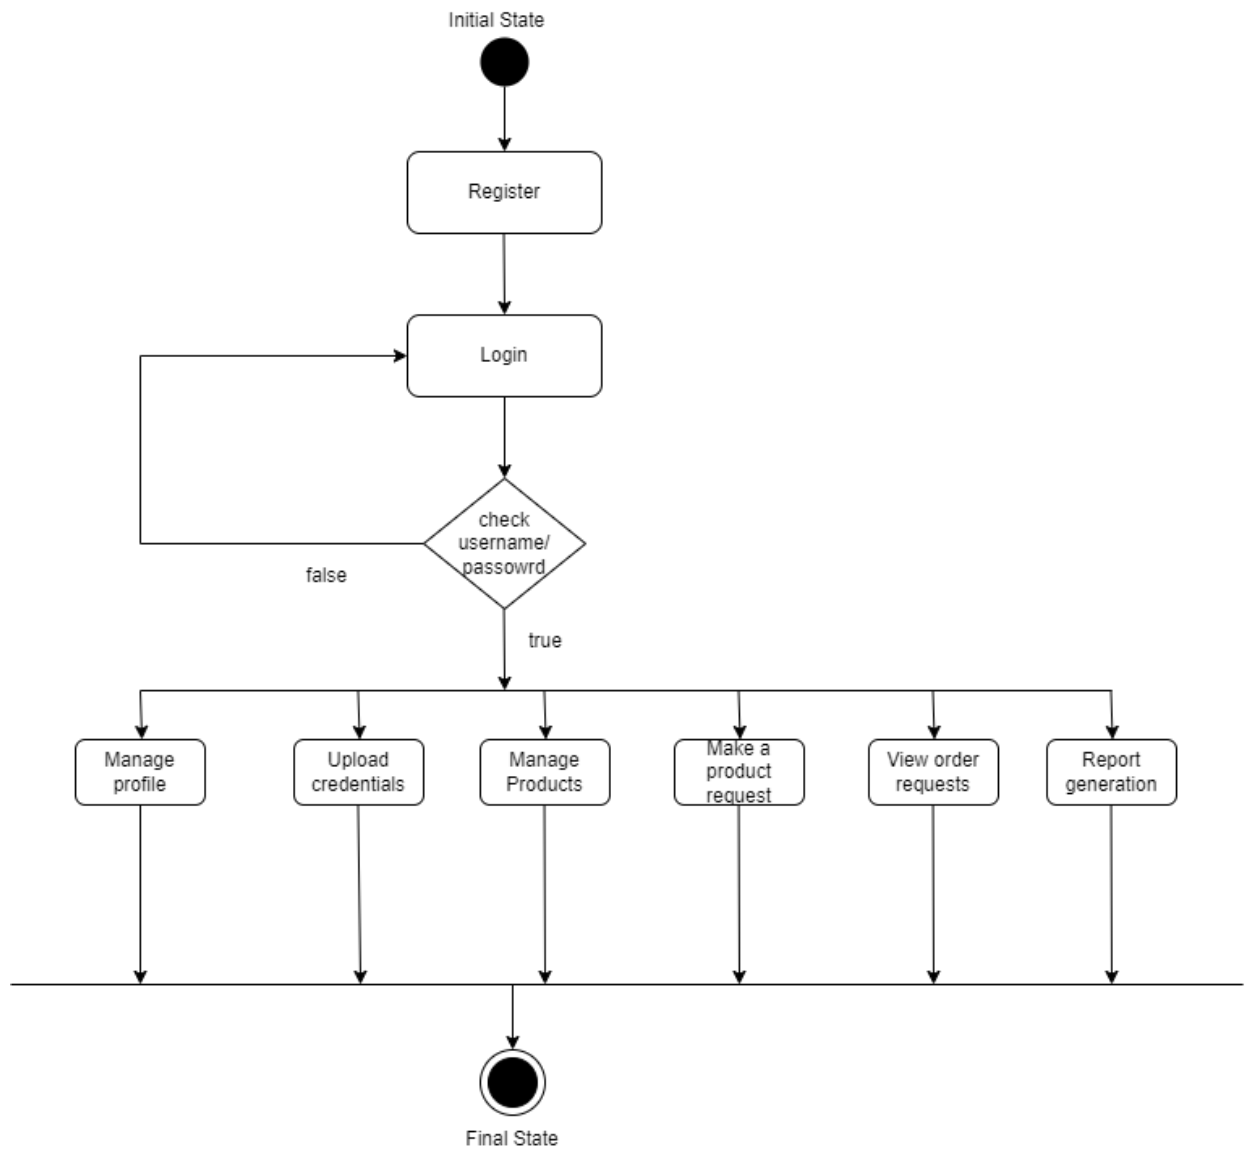 Initial State
Register
Login
check
username/
passowrd
false
true
Manage
profile
Upload
credentials
Manage
Products
Make a
product
request
View order
requests
Report
generation
Final State